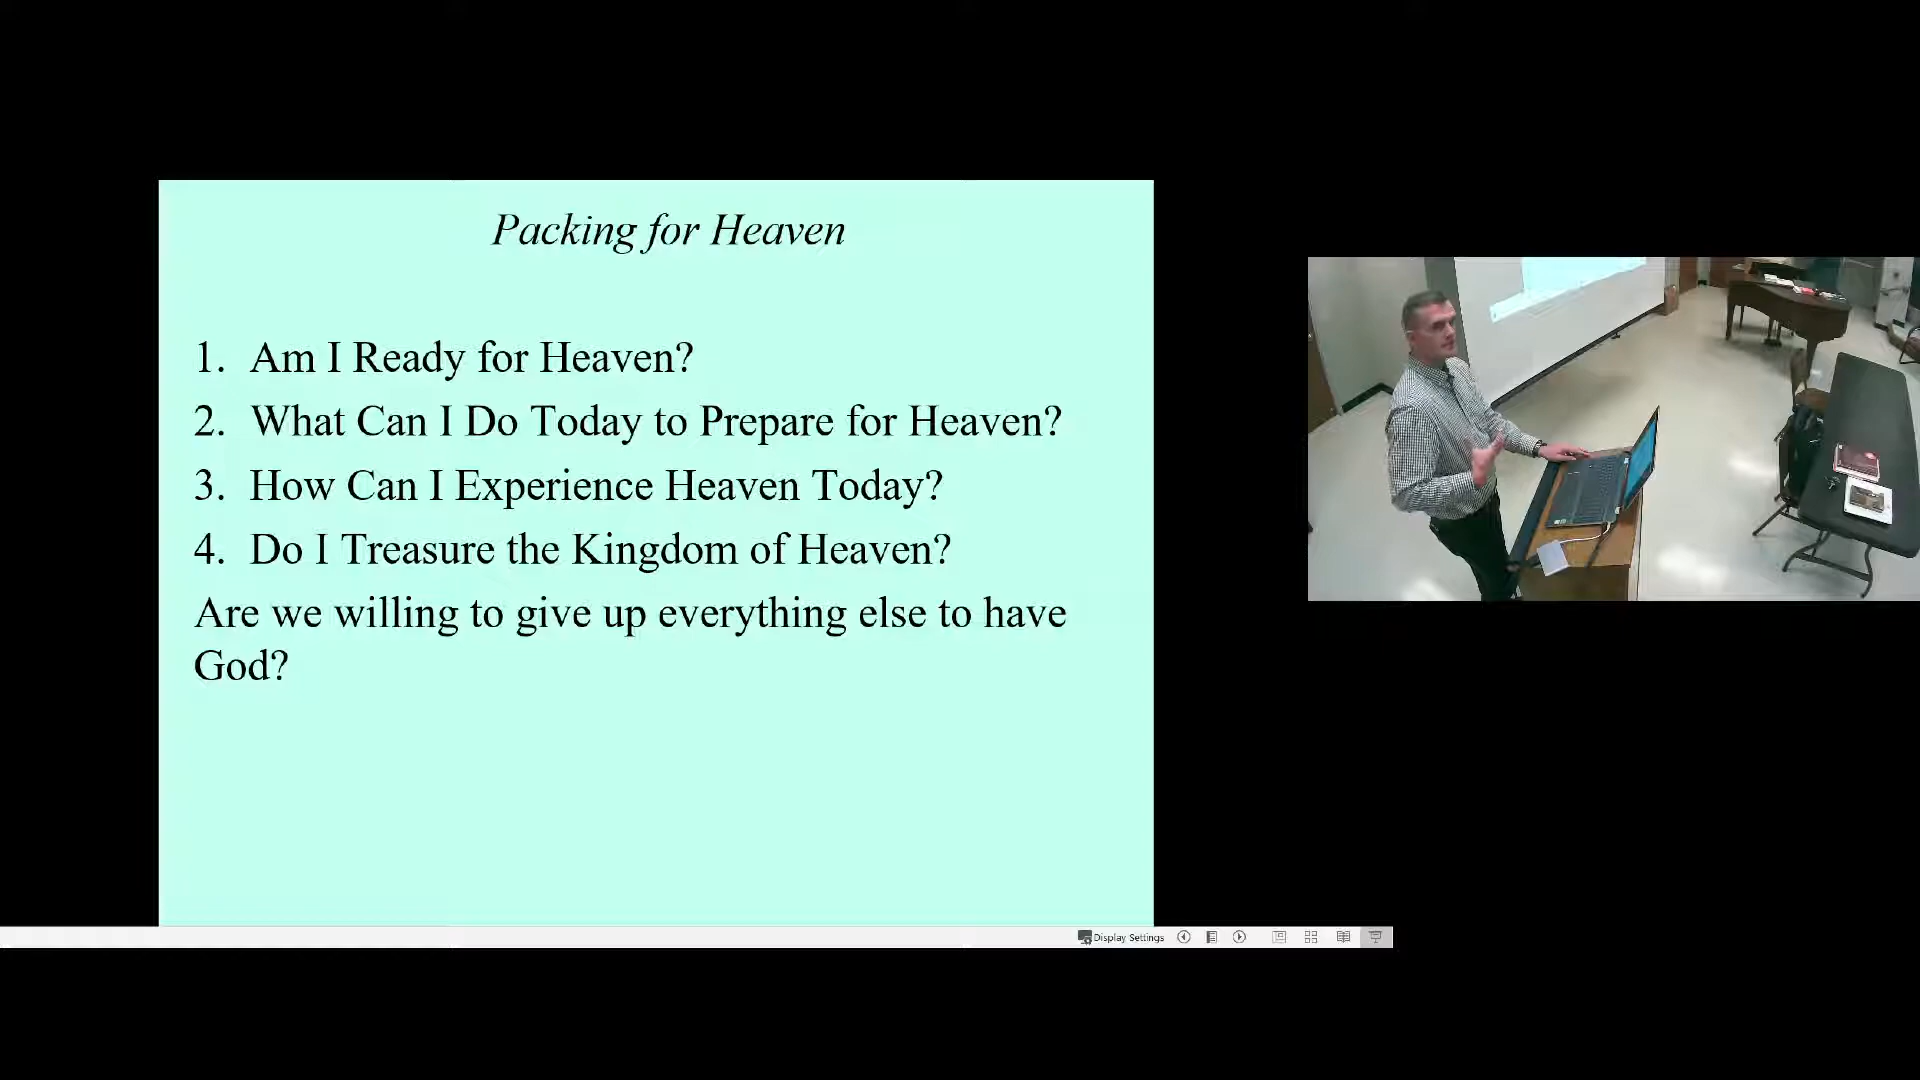 Packing for Heaven
1. Am I Ready for Heaven?
2. What Can I Do Today to Prepare for Heaven?
3. How Can I Experience Heaven Today?
4. Do I Treasure the Kingdom of Heaven?
Are we willing to give up everything else to have
God?
Display Settings